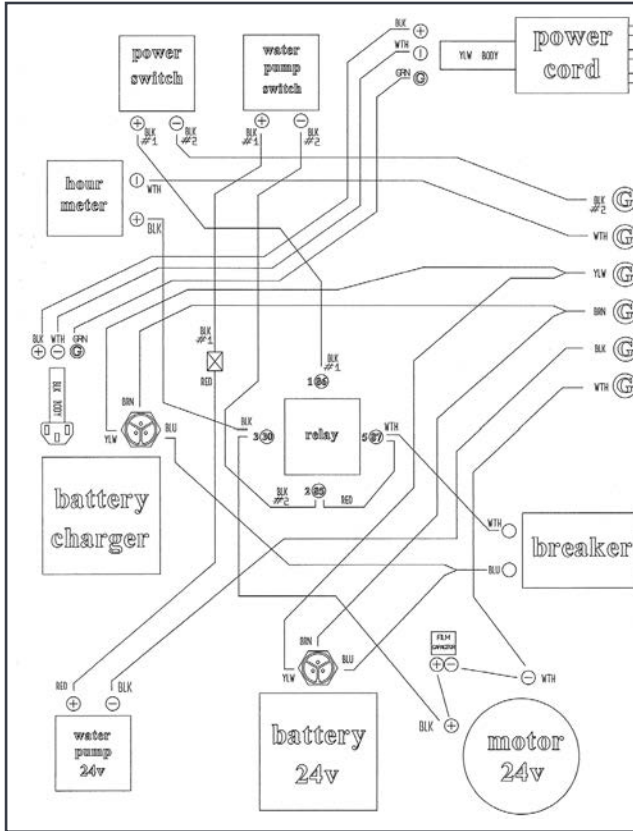 BLK +
WTH −
GRN G
YLW BODY
power
cord
power
switch
water
pump
switch
+ −
BLK
#1
BLK
#2
+ −
BLK
#1
BLK
#2
hour
meter
− WTH
+ BLK
BLK
#2 G
WTH G
YLW G
BRN G
BLK G
WTH G
BLK WTH GRN
+ − G
BLK BODY
BRN
YLW
BLU
BLK
#1
RED
BLK
#1
1 86
BLK
3 30
relay
WTH
5 87
2 85
BLK
#2
RED
battery
charger
WTH
BLU
breaker
BRN
YLW
BLU
FILM
CAPACITOR
+ −
− WTH
BLK +
RED
+
−
BLK
water
pump
24v
battery
24v
motor
24v